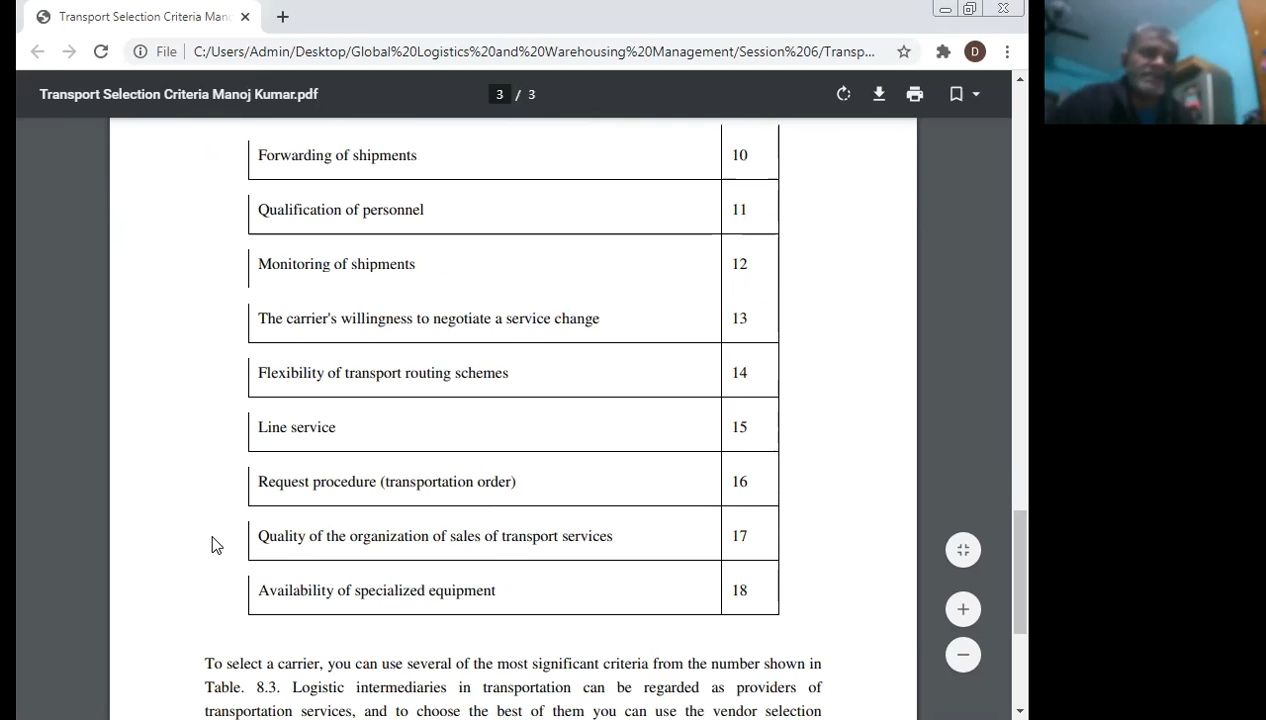 Transport Selection Criteria Man
File
C:/Users/Admin/Desktop/Global%20Logistics%20and%20Warehousing%20Management/Session%206/Transp...
D
Transport Selection Criteria Manoj Kumar.pdf
3 / 3
Forwarding of shipments 10
Qualification of personnel 11
Monitoring of shipments 12
The carrier's willingness to negotiate a service change 13
Flexibility of transport routing schemes 14
Line service 15
Request procedure (transportation order) 16
Quality of the organization of sales of transport services 17
Availability of specialized equipment 18
To select a carrier, you can use several of the most significant criteria from the number shown in
Table. 8.3. Logistic intermediaries in transportation can be regarded as providers of
transportation services, and to choose the best of them you can use the vendor selection